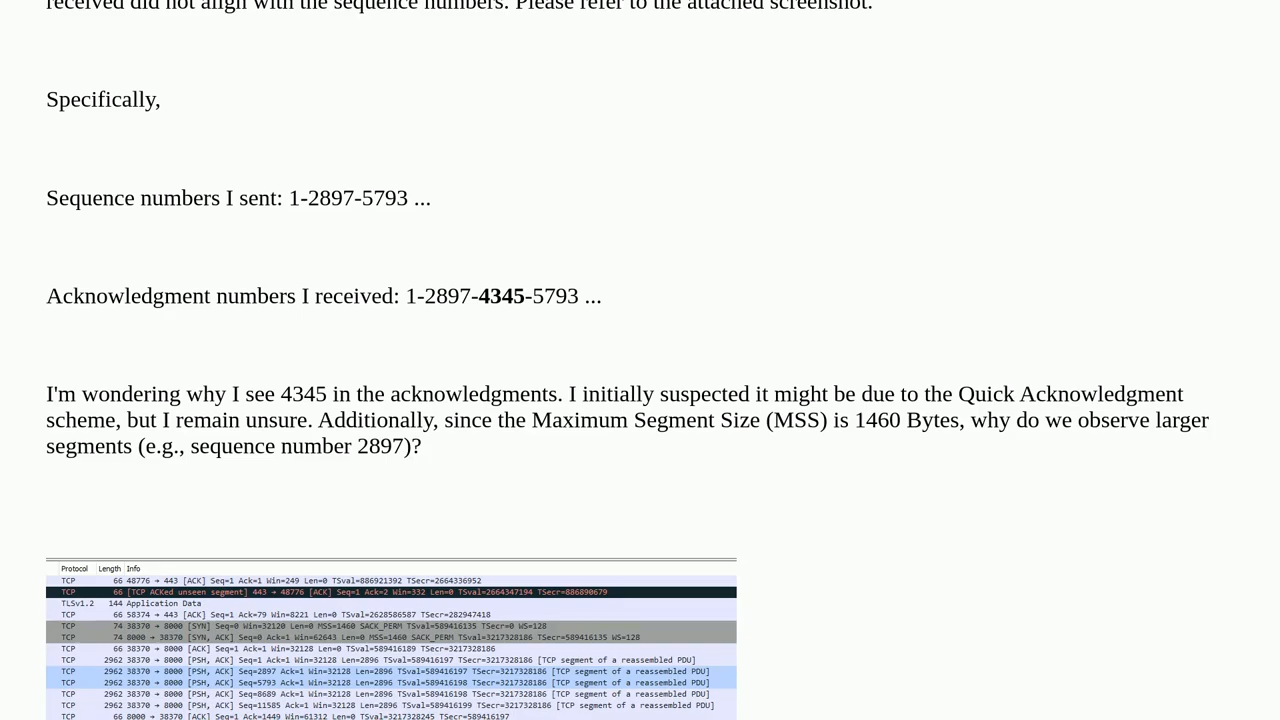 received did not align with the sequence numbers. Please refer to the attached screenshot.
Specifically,
Sequence numbers I sent: 1-2897-5793 ...
Acknowledgment numbers I received: 1-2897-4345-5793 ...
I'm wondering why I see 4345 in the acknowledgments. I initially suspected it might be due to the Quick Acknowledgment
scheme, but I remain unsure. Additionally, since the Maximum Segment Size (MSS) is 1460 Bytes, why do we observe larger
segments (e.g., sequence number 2897)?
Protocol Length Info
TCP 66 48776 → 443 [ACK] Seq=1 Ack=1 Win=249 Len=0 TSval=886921392 TSecr=2664336952
TCP 66 [TCP ACKed unseen segment] 443 → 48776 [ACK] Seq=1 Ack=2 Win=332 Len=0 TSval=2664347194 TSecr=886890679
TLSv1.2 144 Application Data
TCP 66 58374 → 443 [ACK] Seq=1 Ack=79 Win=8221 Len=0 TSval=2628586587 TSecr=282947418
TCP 74 38370 → 8000 [SYN] Seq=0 Win=32120 Len=0 MSS=1460 SACK_PERM TSval=589416135 TSecr=0 WS=128
TCP 74 8000 → 38370 [SYN, ACK] Seq=0 Ack=1 Win=62643 Len=0 MSS=1460 SACK_PERM TSval=3217328186 TSecr=589416135 WS=128
TCP 66 38370 → 8000 [ACK] Seq=1 Ack=1 Win=32128 Len=0 TSval=589416189 TSecr=3217328186
TCP 2962 38370 → 8000 [PSH, ACK] Seq=1 Ack=1 Win=32128 Len=2896 TSval=589416197 TSecr=3217328186 [TCP segment of a reassembled PDU]
TCP 2962 38370 → 8000 [PSH, ACK] Seq=2897 Ack=1 Win=32128 Len=2896 TSval=589416197 TSecr=3217328186 [TCP segment of a reassembled PDU]
TCP 2962 38370 → 8000 [PSH, ACK] Seq=5793 Ack=1 Win=32128 Len=2896 TSval=589416198 TSecr=3217328186 [TCP segment of a reassembled PDU]
TCP 2962 38370 → 8000 [PSH, ACK] Seq=8689 Ack=1 Win=32128 Len=2896 TSval=589416198 TSecr=3217328186 [TCP segment of a reassembled PDU]
TCP 2962 38370 → 8000 [PSH, ACK] Seq=11585 Ack=1 Win=32128 Len=2896 TSval=589416199 TSecr=3217328186 [TCP segment of a reassembled PDU]
TCP 66 8000 → 38370 [ACK] Seq=1 Ack=1449 Win=61312 Len=0 TSval=3217328245 TSecr=589416197